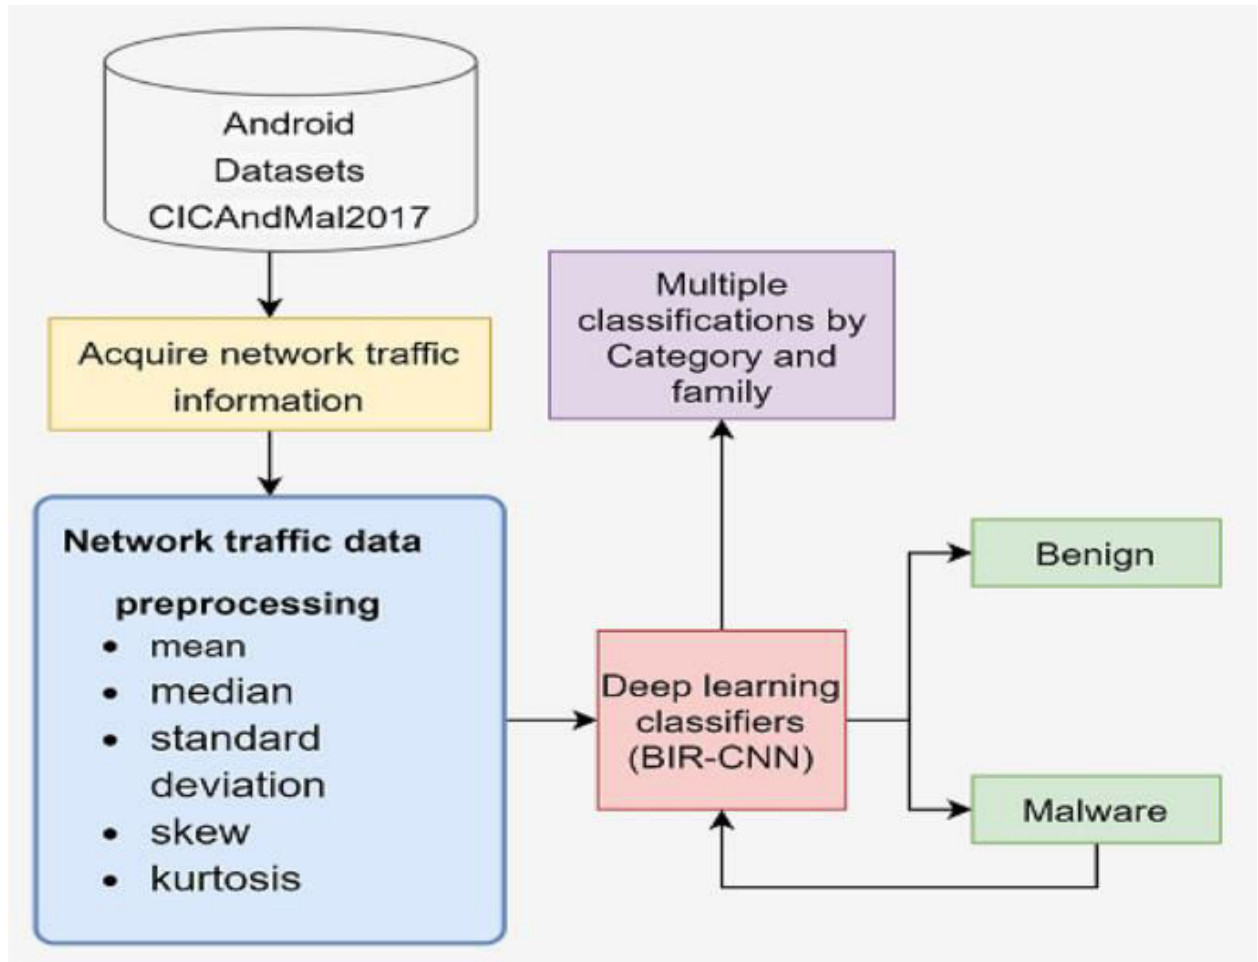 Android
Datasets
CICAndMal2017
Acquire network traffic
information
Network traffic data
preprocessing
• mean
• median
• standard
deviation
• skew
• kurtosis
Multiple
classifications by
Category and
family
Deep learning
classifiers
(BIR-CNN)
Benign
Malware